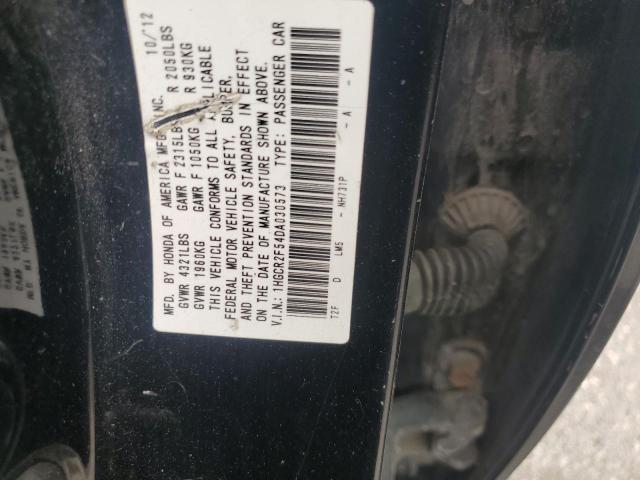 MFD. BY HONDA OF AMERICA MFG., INC. 10/12
GVWR 4321LBS GAWR F 2315LBS R 2050LBS
GVWR 1960KG GAWR F 1050KG R 930KG
THIS VEHICLE CONFORMS TO ALL APPLICABLE
FEDERAL MOTOR VEHICLE SAFETY, BUMPER,
AND THEFT PREVENTION STANDARDS IN EFFECT
ON THE DATE OF MANUFACTURE SHOWN ABOVE.
V.I.N.: 1HGCR2F54DA030573 TYPE: PASSENGER CAR
T2F D LM5 - NH731P - A - A